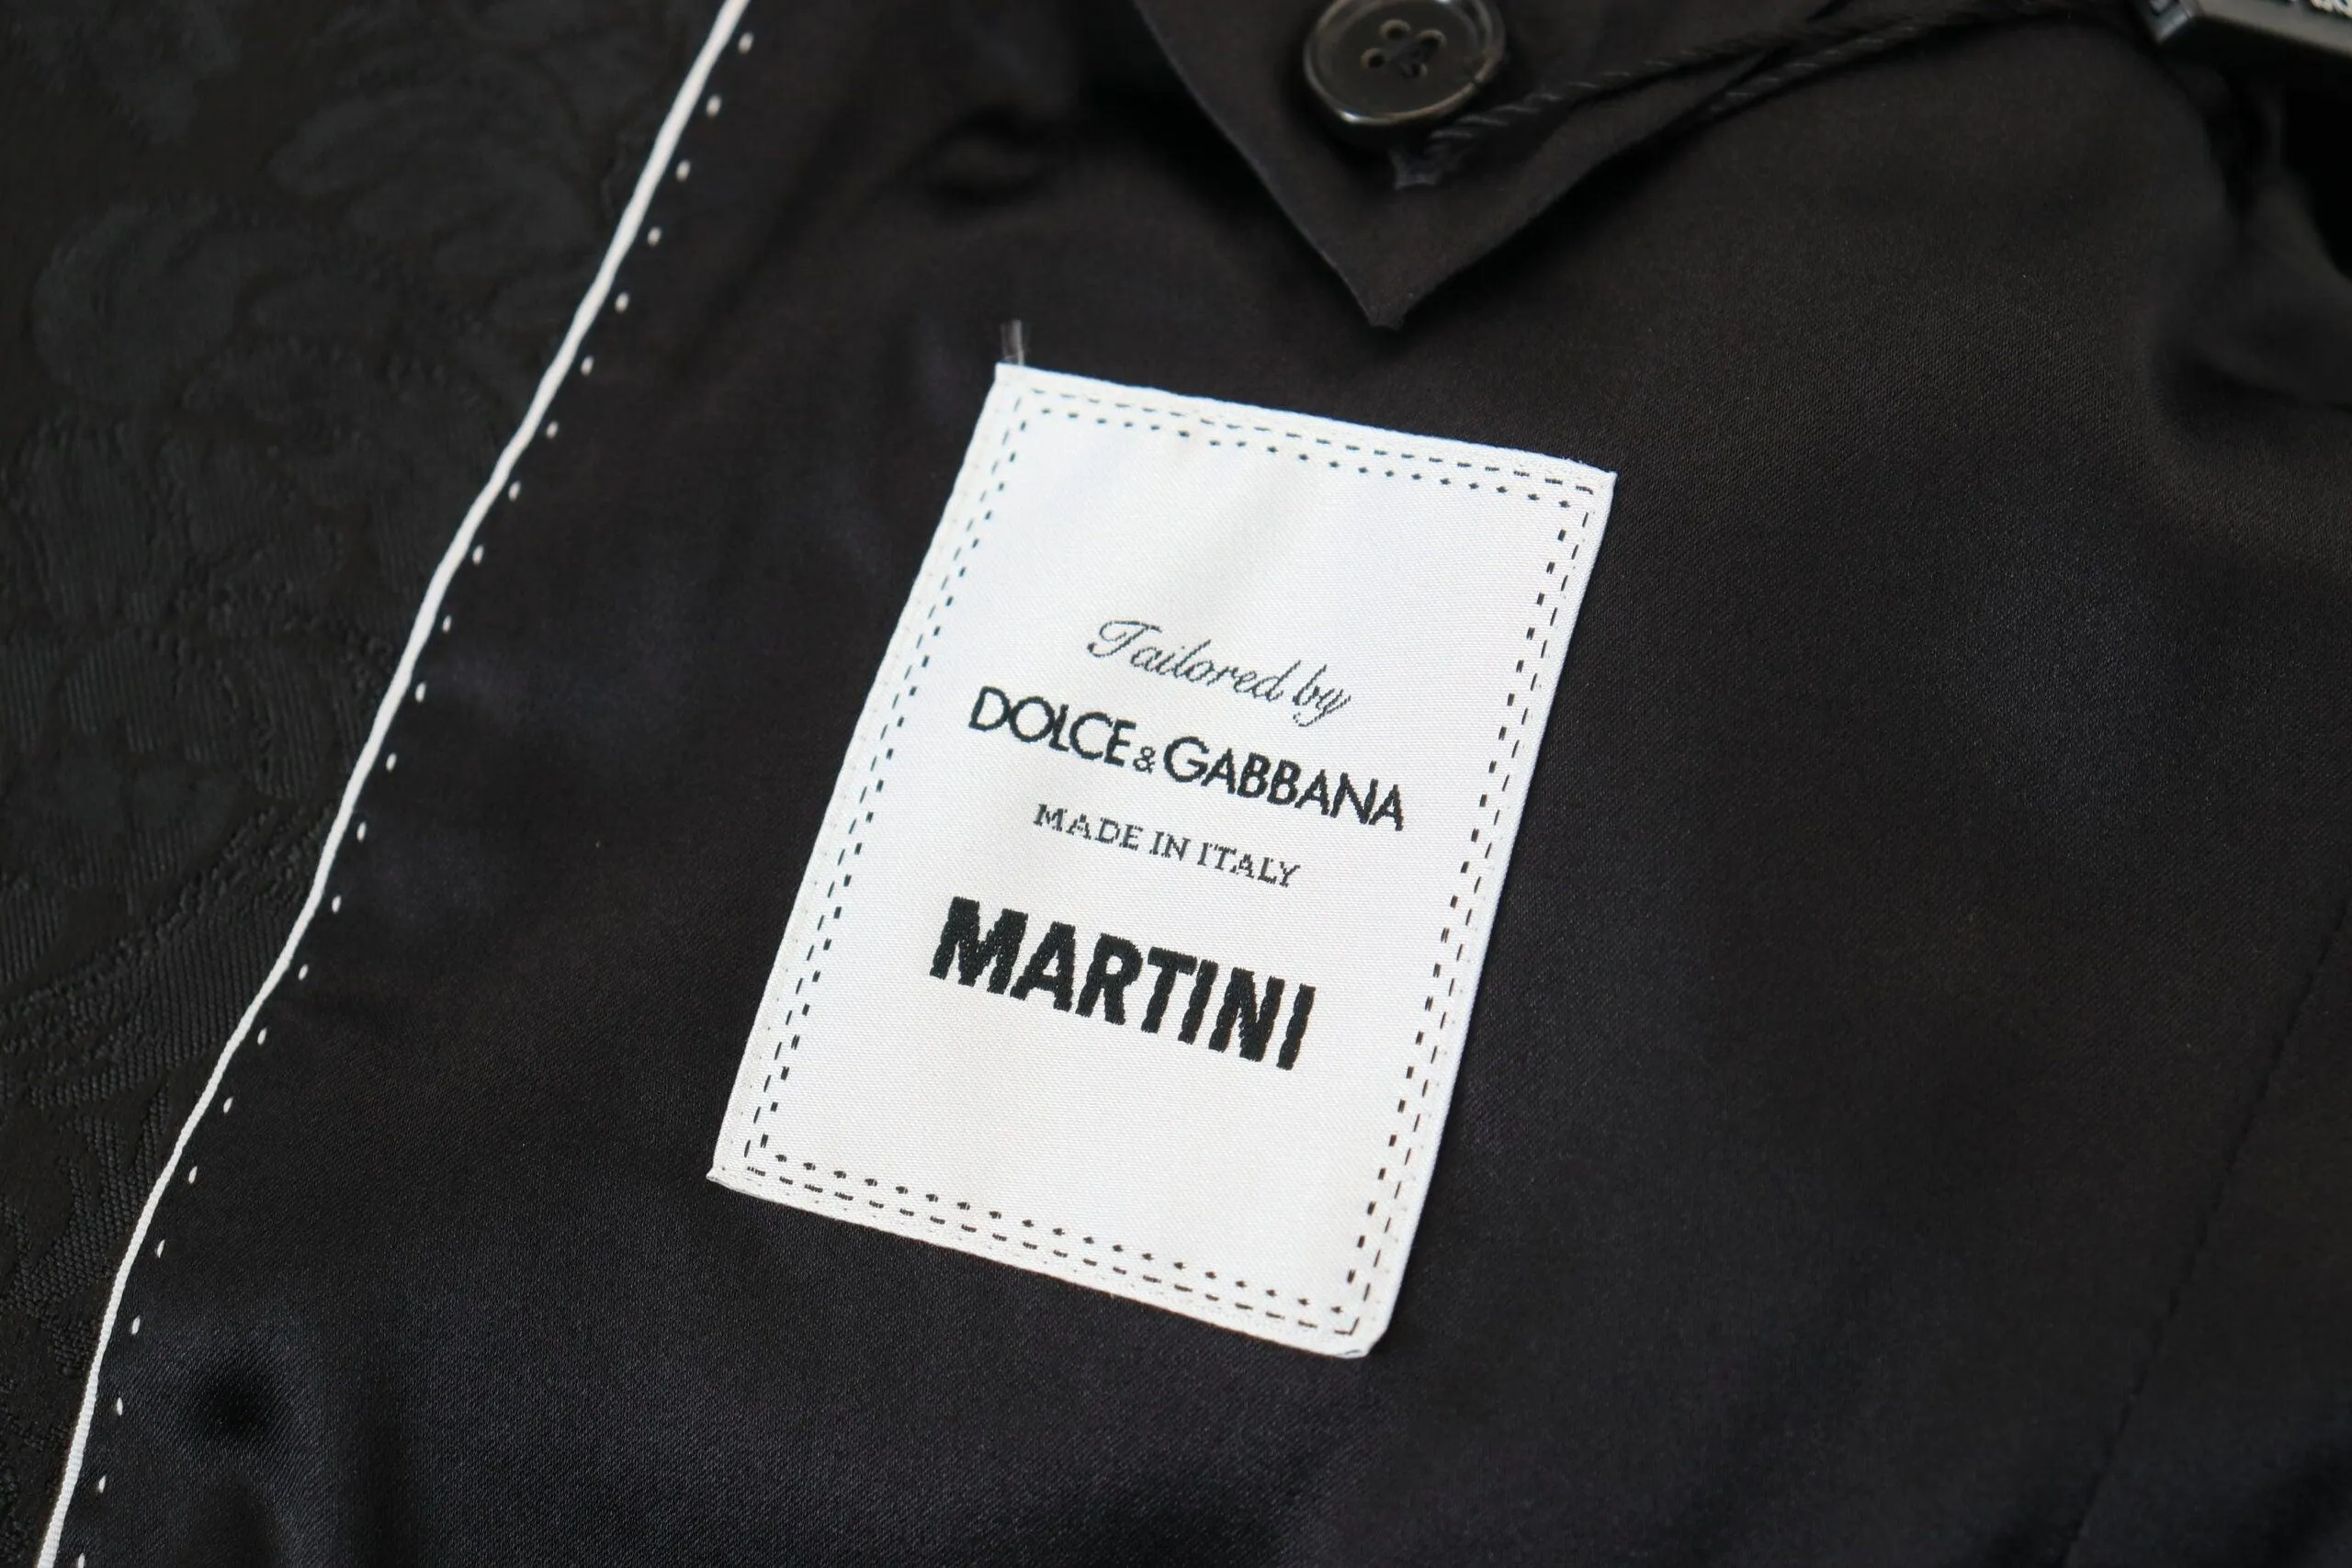 Tailored by
DOLCE & GABBANA
MADE IN ITALY
MARTINI